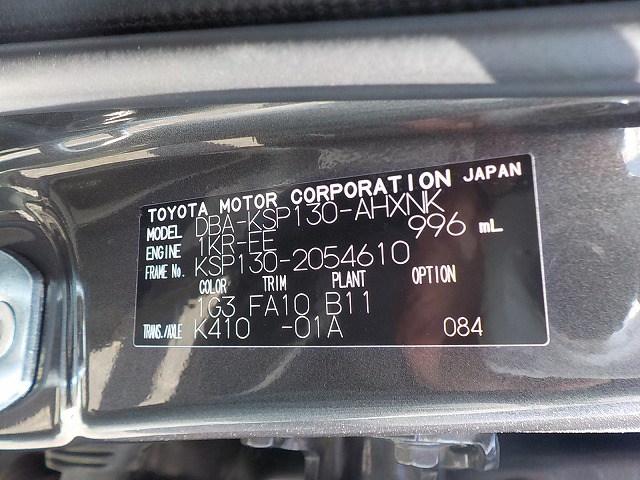 TOYOTA MOTOR CORPORATION JAPAN
MODEL DBA-KSP130-AHXNK
ENGINE 1KR-FE 996 mL
FRAME No. KSP130-2054610
COLOR TRIM PLANT OPTION
1G3 FA10 B11
TRANS./AXLE K410 -01A 084